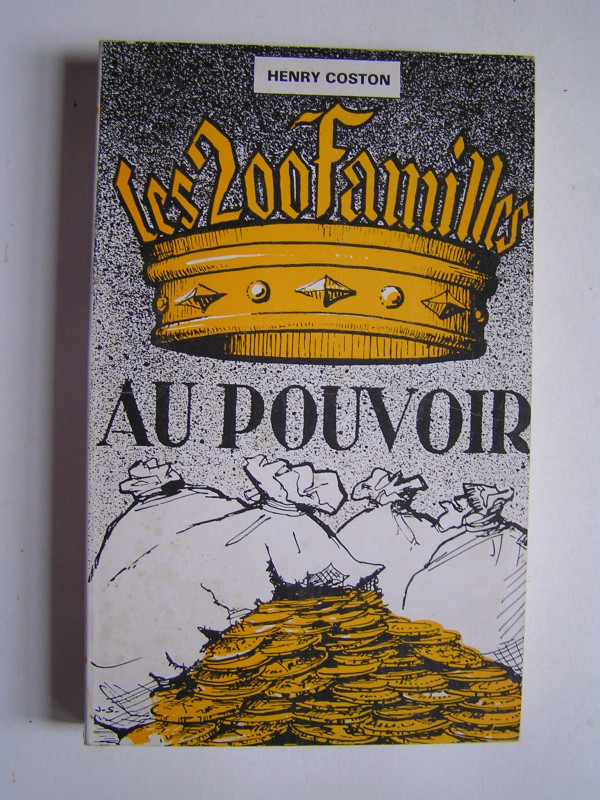 HENRY COSTON
Les 200 Familles
AU POUVOIR
J.-S.